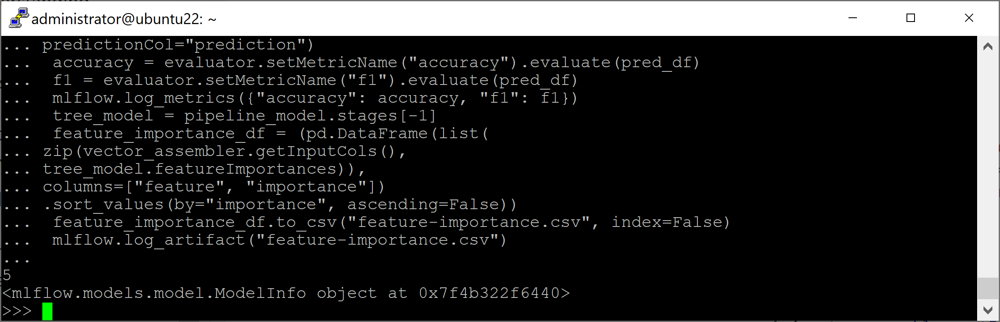 administrator@ubuntu22: ~
... predictionCol="prediction")
...  accuracy = evaluator.setMetricName("accuracy").evaluate(pred_df)
...  f1 = evaluator.setMetricName("f1").evaluate(pred_df)
...  mlflow.log_metrics({"accuracy": accuracy, "f1": f1})
...  tree_model = pipeline_model.stages[-1]
...  feature_importance_df = (pd.DataFrame(list(
... zip(vector_assembler.getInputCols(),
... tree_model.featureImportances)),
... columns=["feature", "importance"])
... .sort_values(by="importance", ascending=False))
...  feature_importance_df.to_csv("feature-importance.csv", index=False)
...  mlflow.log_artifact("feature-importance.csv")
...
5
<mlflow.models.model.ModelInfo object at 0x7f4b322f6440>
>>>